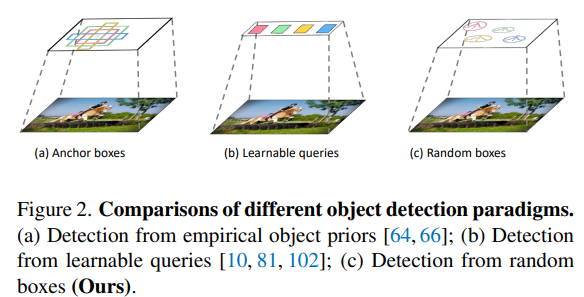 (a) Anchor boxes
(b) Learnable queries
(c) Random boxes
Figure 2. Comparisons of different object detection paradigms.
(a) Detection from empirical object priors [64, 66]; (b) Detection
from learnable queries [10, 81, 102]; (c) Detection from random
boxes (Ours).